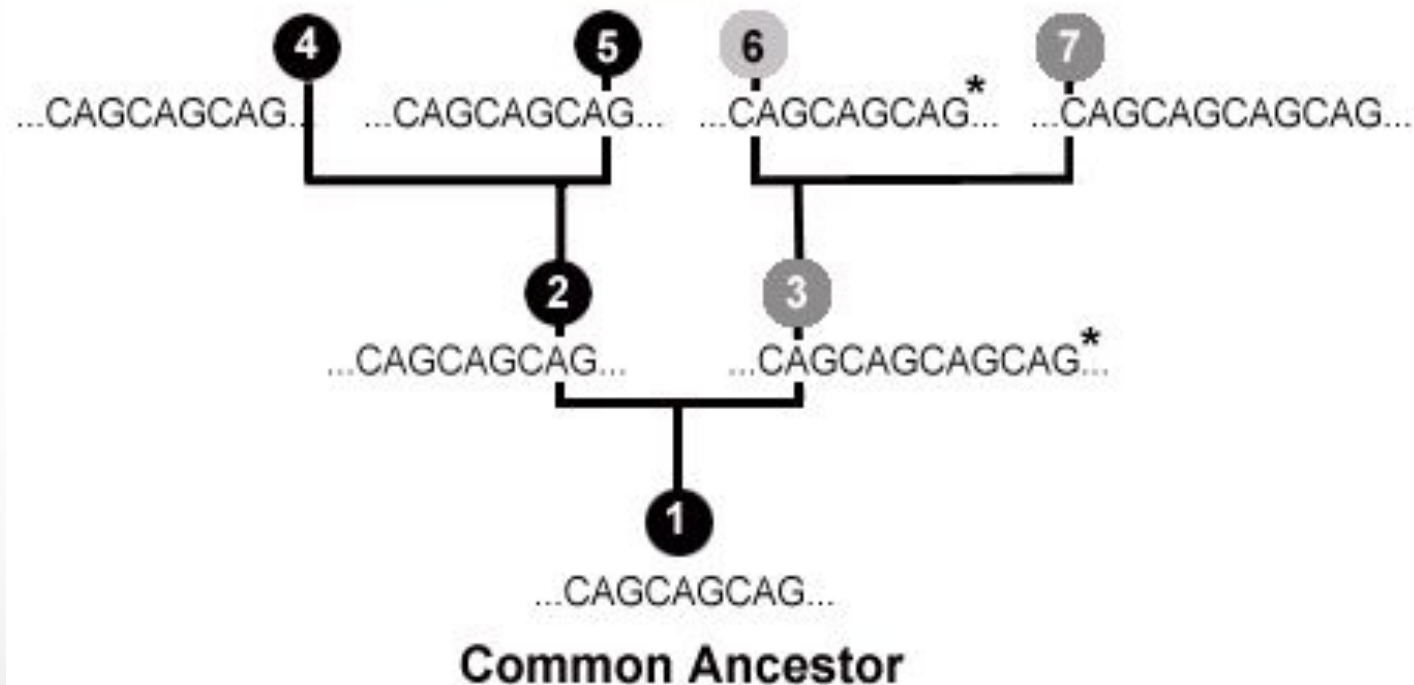 4 5 6 7
...CAGCAGCAG... ...CAGCAGCAG... ...CAGCAGCAG*... ...CAGCAGCAGCAG...
2 3
...CAGCAGCAG... ...CAGCAGCAGCAG*...
1
...CAGCAGCAG...
Common Ancestor